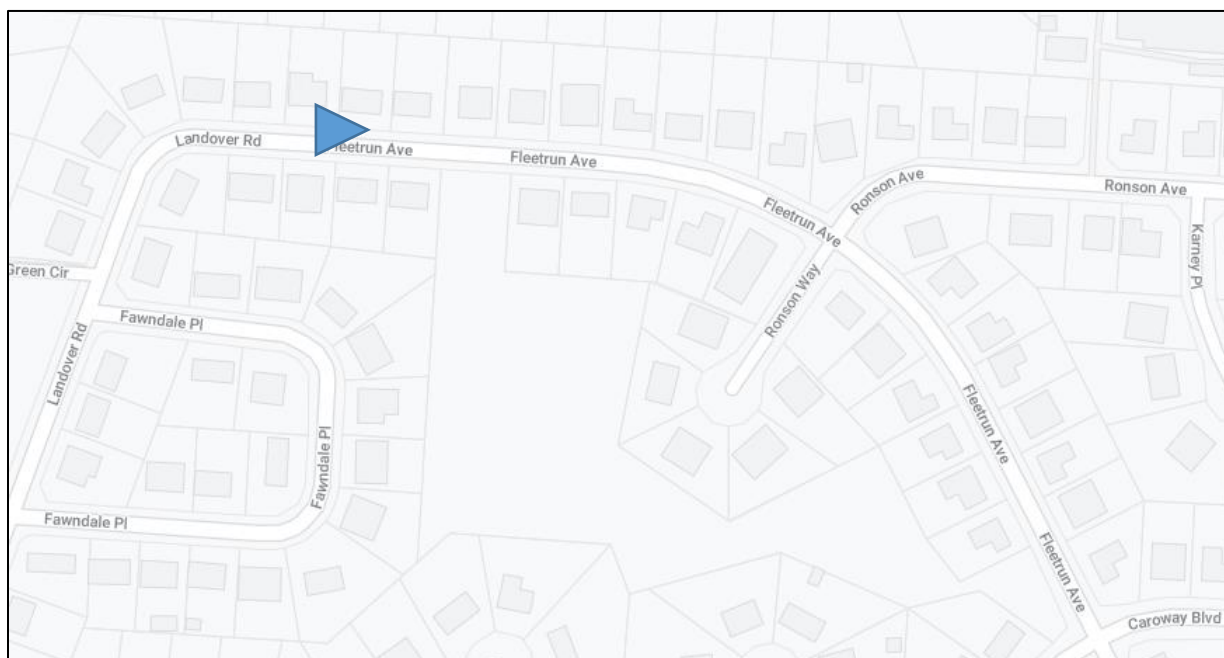 Landover Rd
Fleetrun Ave
Fleetrun Ave
Fleetrun Ave
Ronson Ave
Ronson Ave
Karney Pl
Green Cir
Ronson Way
Fawndale Pl
Landover Rd
Fawndale Pl
Fleetrun Ave
Fawndale Pl
Fleetrun Ave
Caroway Blvd